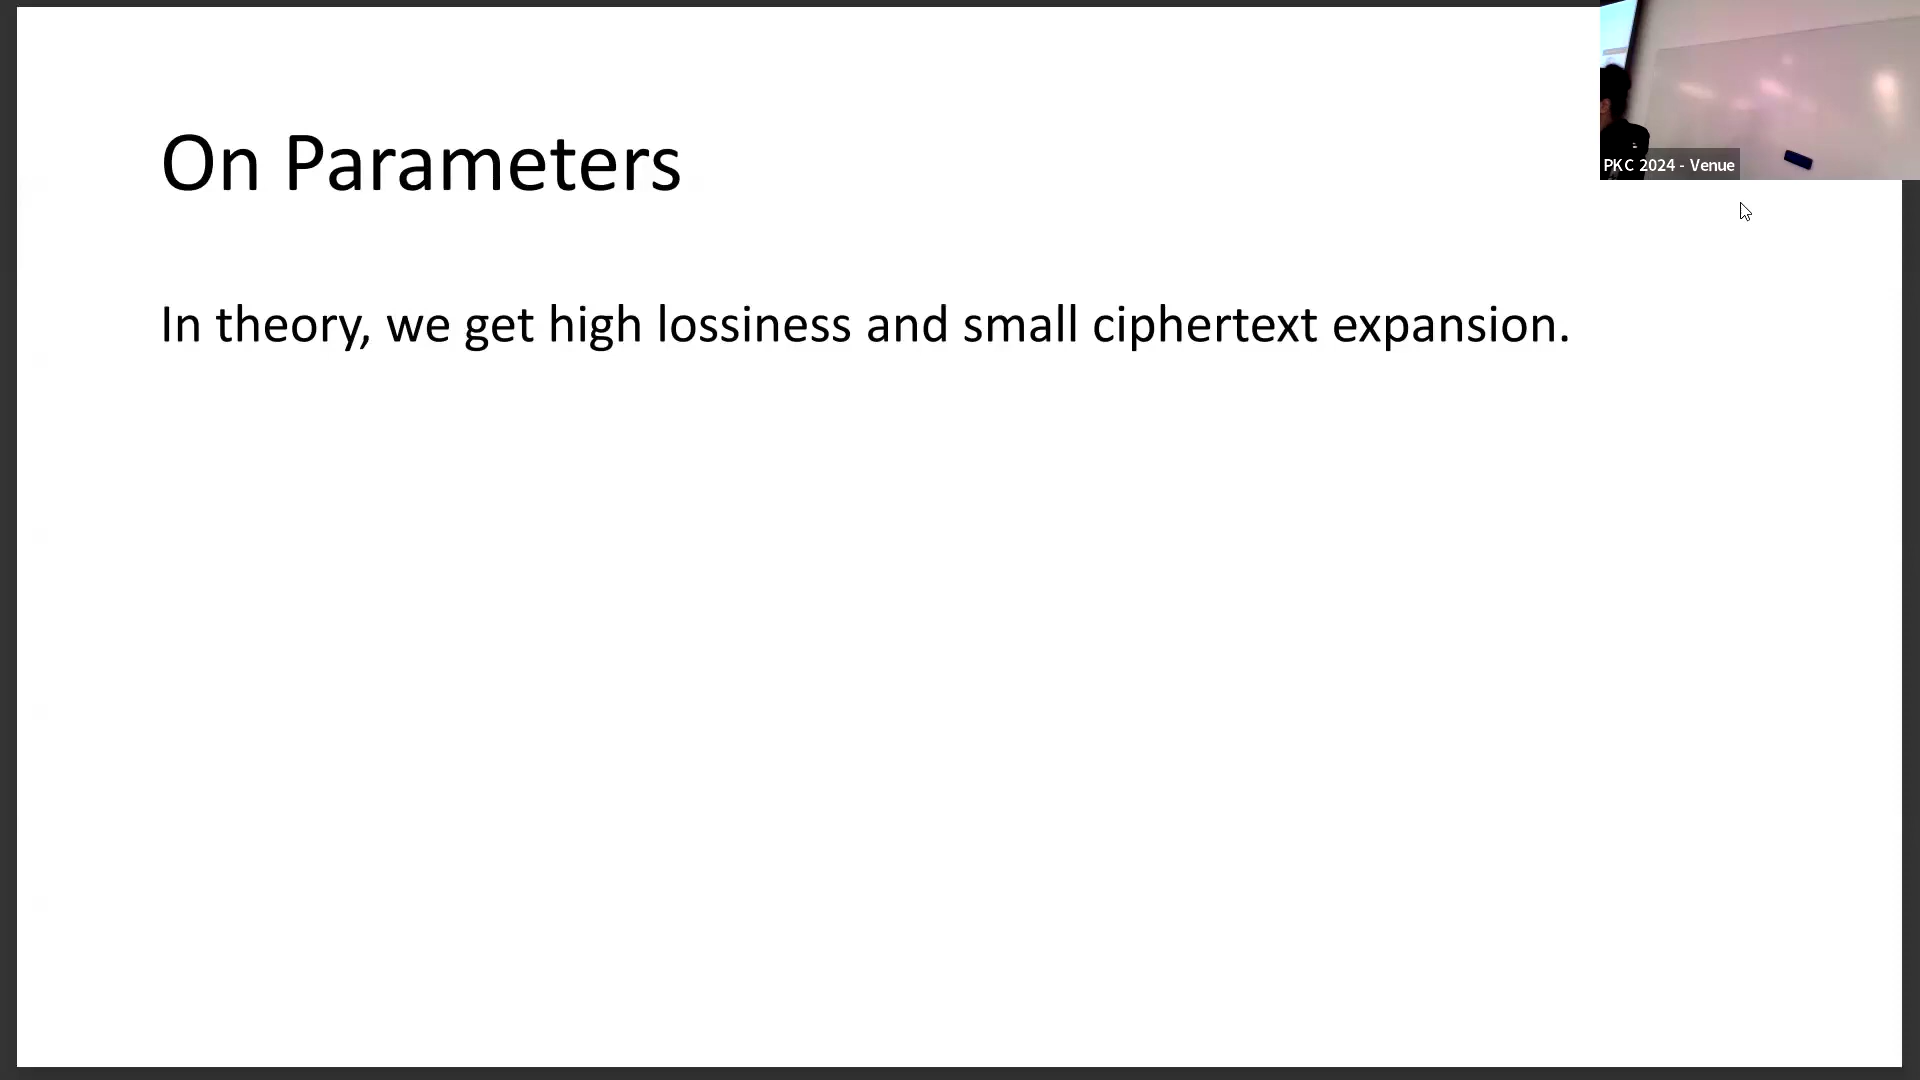 On Parameters
In theory, we get high lossiness and small ciphertext expansion.
PKC 2024 - Venue